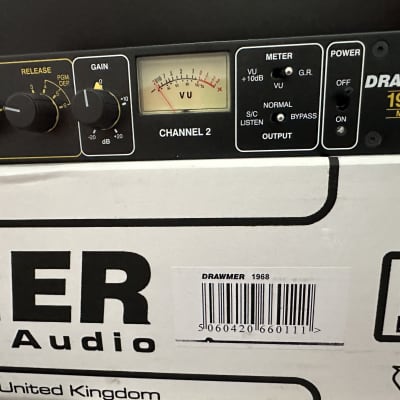 RELEASE
PGM
DEP
GAIN
0
-20
+20
dB
VU
CHANNEL 2
METER
VU
+10dB
G.R.
VU
NORMAL
S/C
LISTEN
BYPASS
OUTPUT
POWER
OFF
ON
DRA
19
ER
Audio
DRAWMER 1968
5 060420 660111 >
United Kingdom